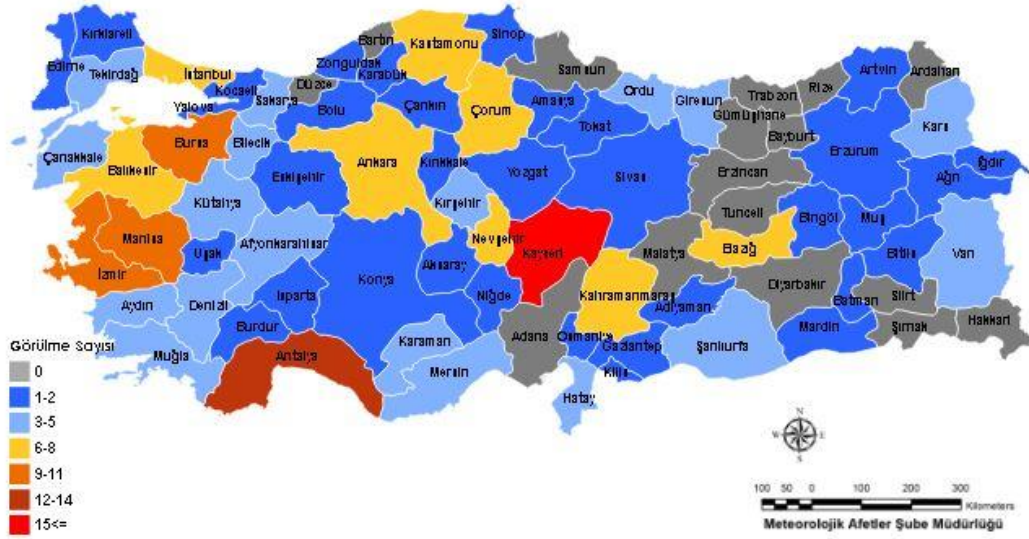 Kırklareli
Edirne
Tekirdağ
İstanbul
Kocaeli
Yalova
Sakarya
Düzce
Zonguldak
Bartın
Karabük
Kastamonu
Sinop
Samsun
Ordu
Giresun
Trabzon
Rize
Artvin
Ardahan
Bolu
Çankırı
Çorum
Amasya
Tokat
Gümüşhane
Bayburt
Kars
Çanakkale
Balıkesir
Bursa
Bilecik
Eskişehir
Ankara
Kırıkkale
Yozgat
Sivas
Erzincan
Erzurum
Iğdır
Ağrı
Kütahya
Kırşehir
Nevşehir
Kayseri
Tunceli
Bingöl
Muş
Manisa
Uşak
Afyonkarahisar
Konya
Aksaray
Malatya
Elazığ
Bitlis
Van
İzmir
Aydın
Denizli
Isparta
Niğde
Kahramanmaraş
Adıyaman
Diyarbakır
Batman
Siirt
Burdur
Karaman
Adana
Osmaniye
Gaziantep
Şanlıurfa
Mardin
Şırnak
Hakkari
Muğla
Antalya
Mersin
Kilis
Hatay
Görülme Sayısı
0
1-2
3-5
6-8
9-11
12-14
15<=
N
W E
S
100 50 0 100 200 300
Kilometers
Meteorolojik Afetler Şube Müdürlüğü